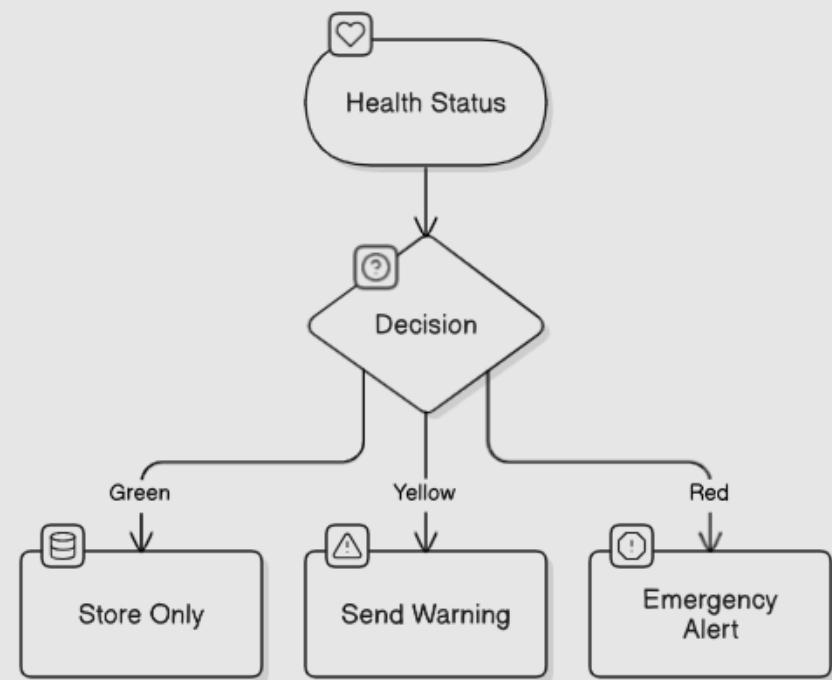 Health Status
Decision
Green
Yellow
Red
Store Only
Send Warning
Emergency
Alert